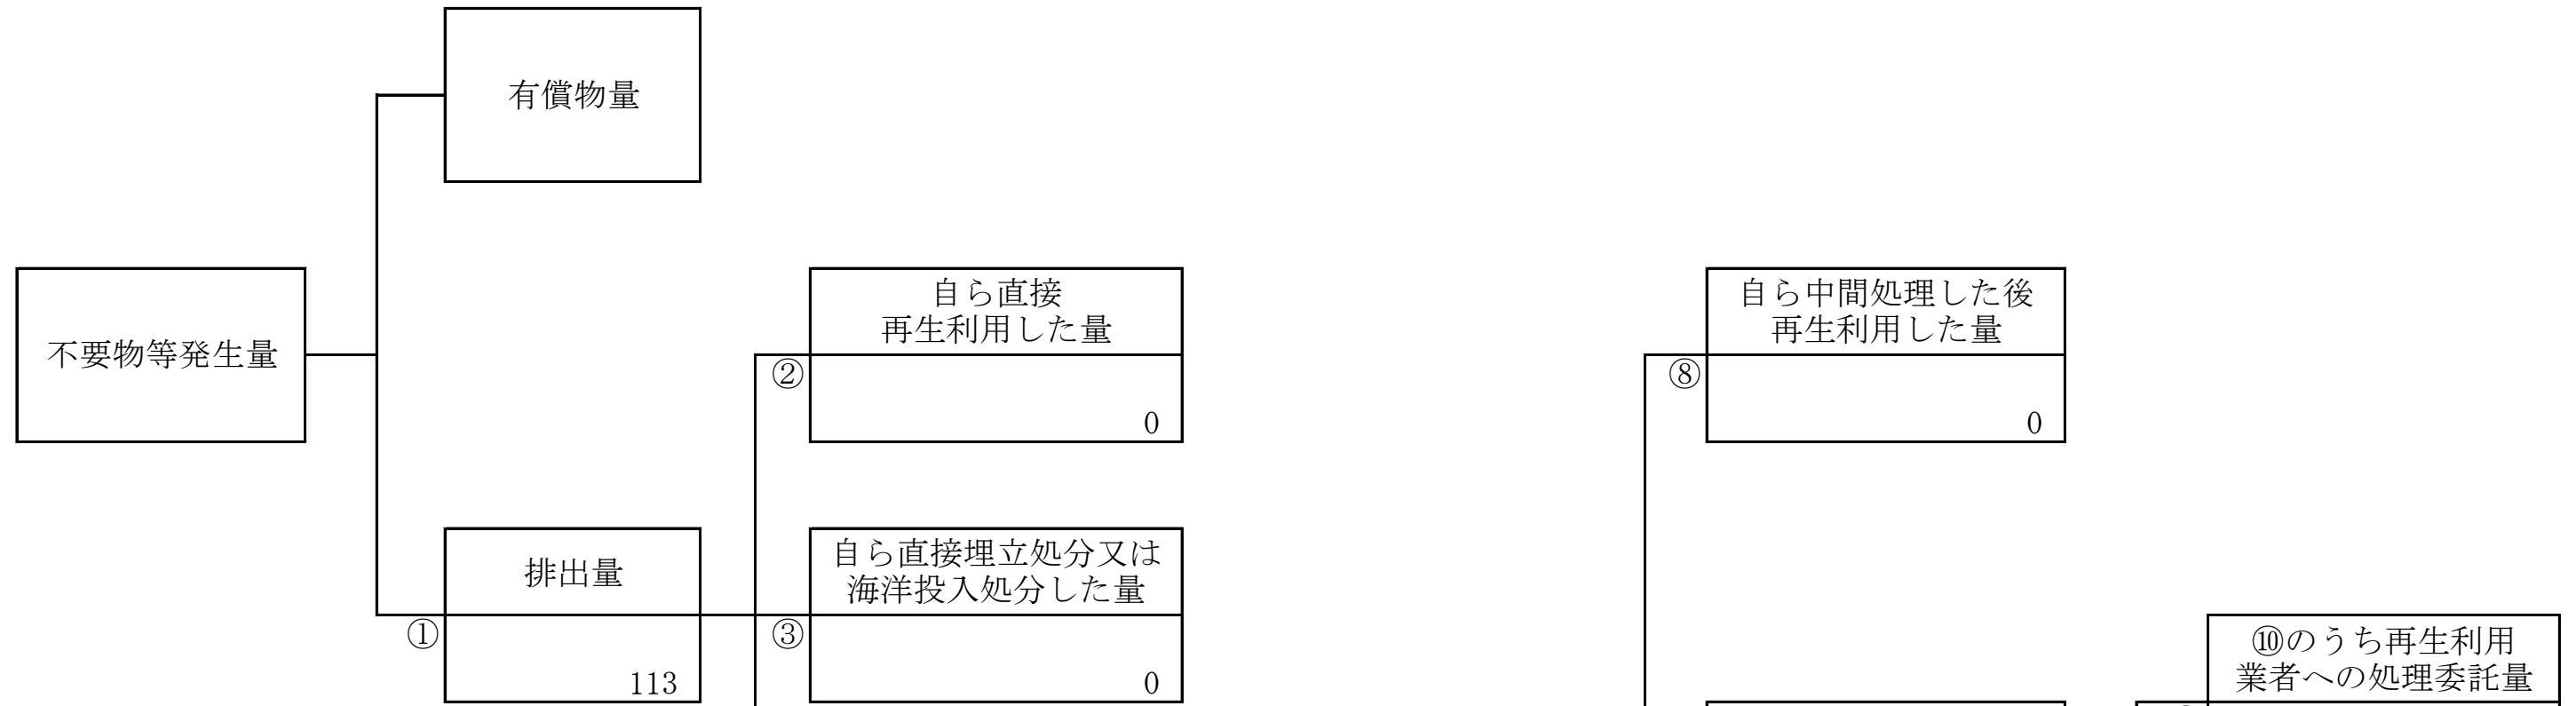 有償物量
不要物等発生量
自ら直接
再生利用した量
②
0
自ら中間処理した後
再生利用した量
⑧
0
排出量
①
113
自ら直接埋立処分又は
海洋投入処分した量
③
0
⑩のうち再生利用
業者への処理委託量